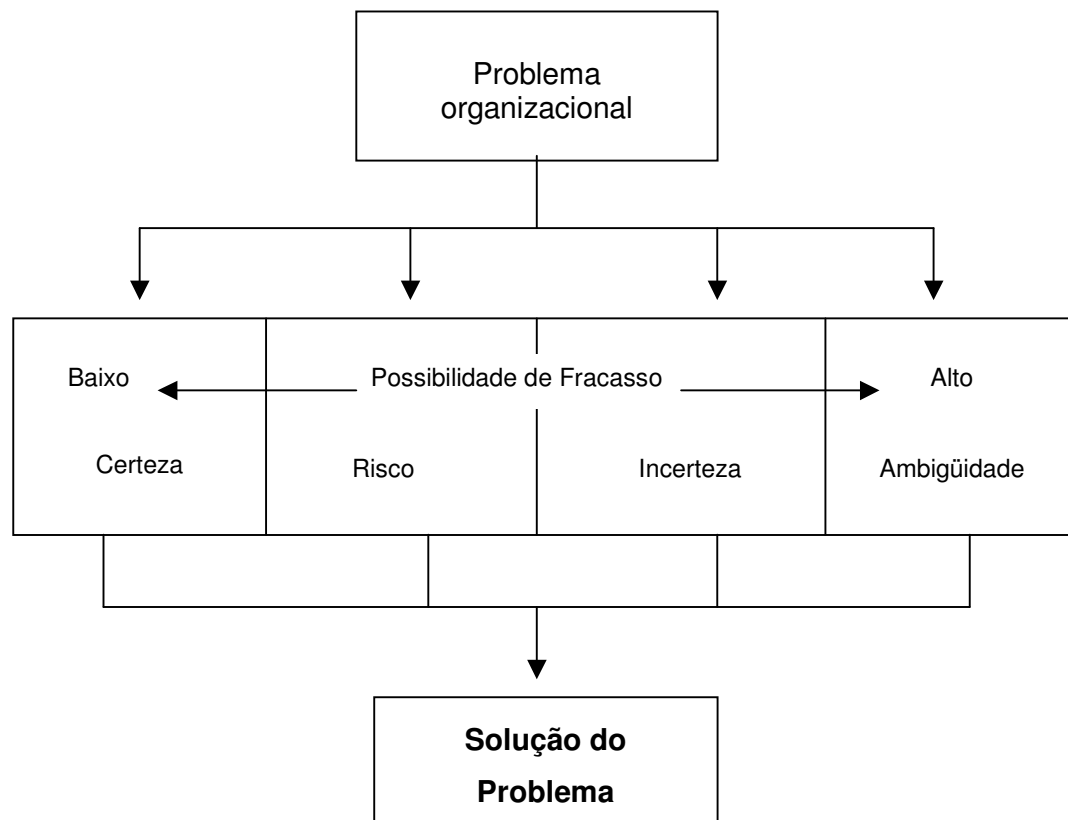 Problema
organizacional
Baixo Possibilidade de Fracasso Alto
Certeza Risco Incerteza Ambigüidade
Solução do
Problema